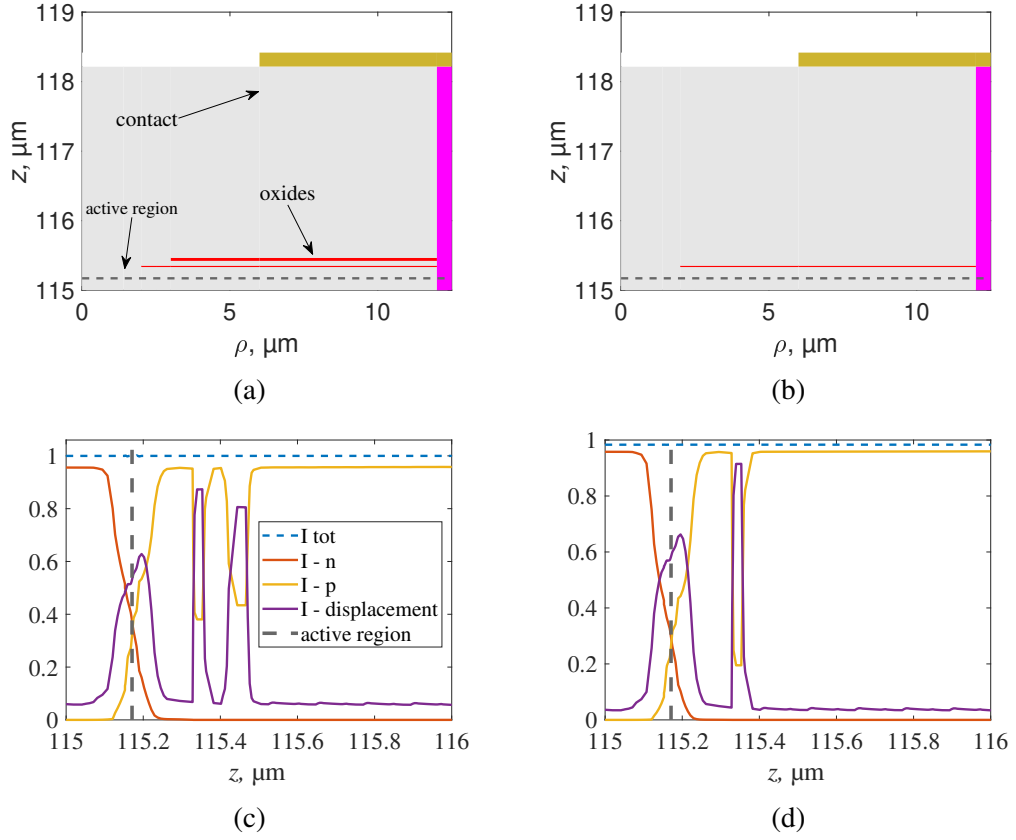 119
118
117
116
115
z, µm
contact
active region
oxides
0
5
10
ρ, µm
(a)
119
118
117
116
115
z, µm
0
5
10
ρ, µm
(b)
1
0.8
0.6
0.4
0.2
0
I tot
I - n
I - p
I - displacement
active region
115
115.2
115.4
115.6
115.8
116
z, µm
(c)
1
0.8
0.6
0.4
0.2
0
115
115.2
115.4
115.6
115.8
116
z, µm
(d)